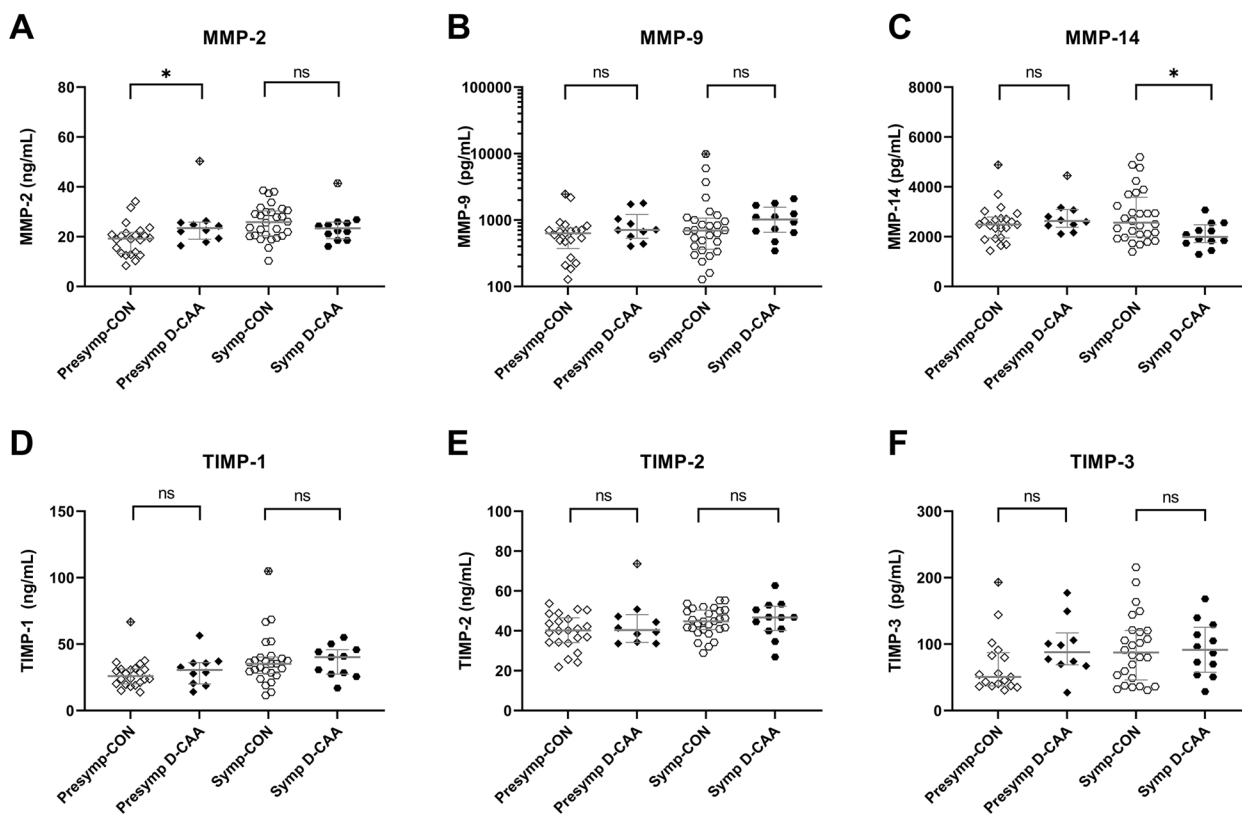 A
MMP-2
MMP-2 (ng/mL)
80
60
40
20
0
*
ns
Presymp-CON
Presymp D-CAA
Symp-CON
Symp D-CAA
B
MMP-9
MMP-9 (pg/mL)
100000
10000
1000
100
ns
ns
Presymp-CON
Presymp D-CAA
Symp-CON
Symp D-CAA
C
MMP-14
MMP-14 (pg/mL)
8000
6000
4000
2000
0
ns
*
Presymp-CON
Presymp D-CAA
Symp-CON
Symp D-CAA
D
TIMP-1
TIMP-1 (ng/mL)
150
100
50
0
ns
ns
Presymp-CON
Presymp D-CAA
Symp-CON
Symp D-CAA
E
TIMP-2
TIMP-2 (ng/mL)
100
80
60
40
20
0
ns
ns
Presymp-CON
Presymp D-CAA
Symp-CON
Symp D-CAA
F
TIMP-3
TIMP-3 (pg/mL)
300
200
100
0
ns
ns
Presymp-CON
Presymp D-CAA
Symp-CON
Symp D-CAA